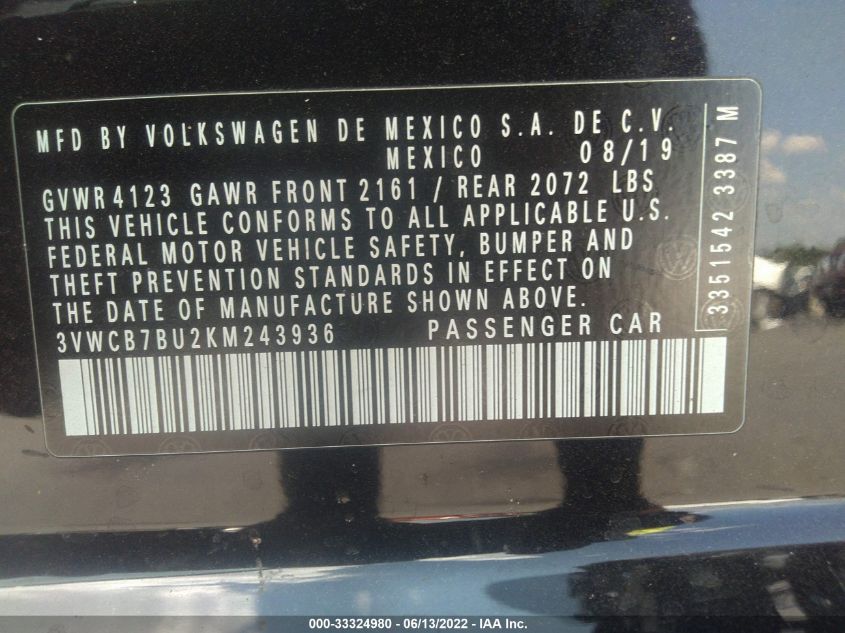 MFD BY VOLKSWAGEN DE MEXICO S.A. DE C.V.
MEXICO 08/19
GVWR 4123 GAWR FRONT 2161 / REAR 2072 LBS
THIS VEHICLE CONFORMS TO ALL APPLICABLE U.S.
FEDERAL MOTOR VEHICLE SAFETY, BUMPER AND
THEFT PREVENTION STANDARDS IN EFFECT ON
THE DATE OF MANUFACTURE SHOWN ABOVE.
3VWCB7BU2KM243936 PASSENGER CAR
3351542 3387 M
000-33324980 - 06/13/2022 - IAA Inc.